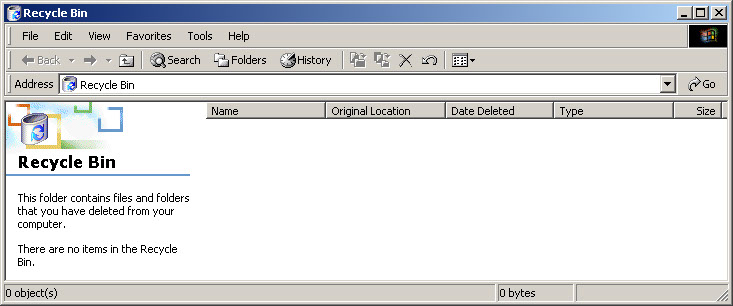 Recycle Bin
File Edit View Favorites Tools Help
Back Search Folders History
Address Recycle Bin Go
Name Original Location Date Deleted Type Size
Recycle Bin
This folder contains files and folders
that you have deleted from your
computer.
There are no items in the Recycle
Bin.
0 object(s) 0 bytes